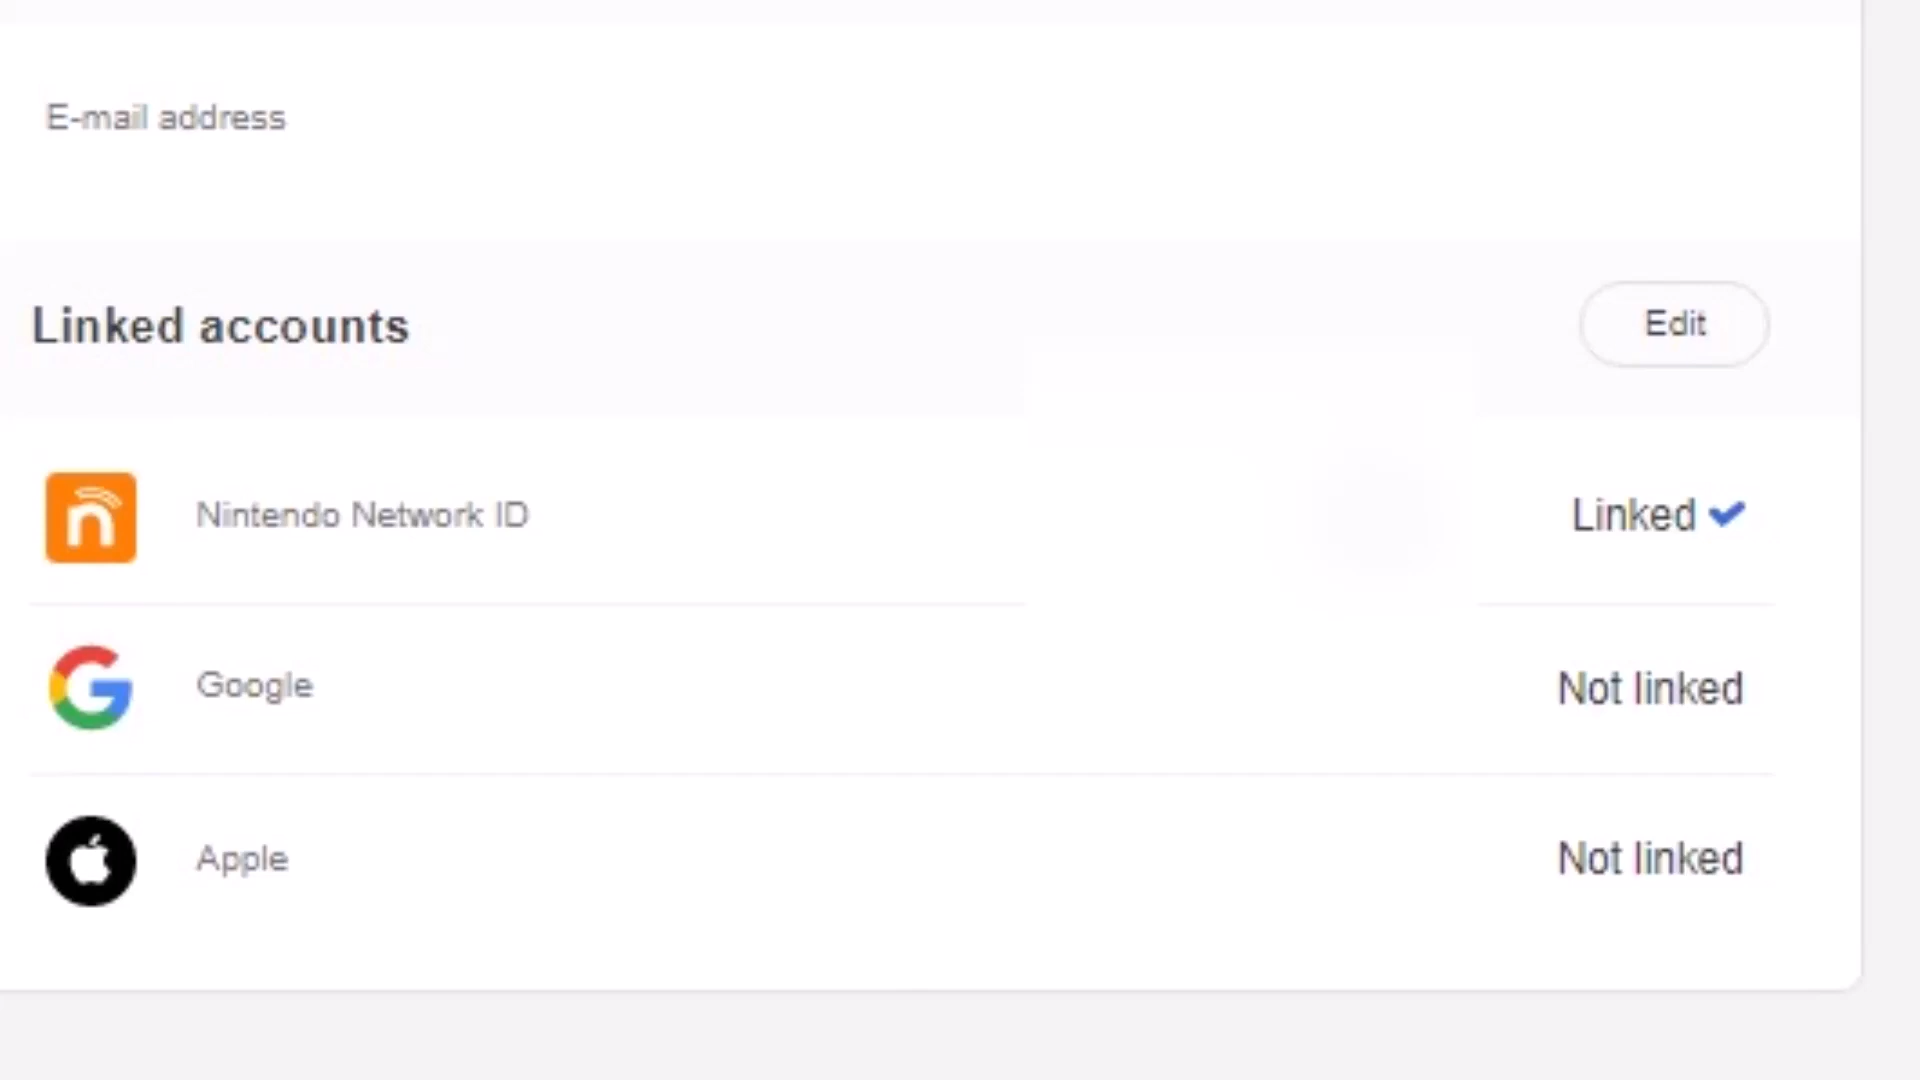 E-mail address
Linked accounts
Edit
Nintendo Network ID
Linked
Google
Not linked
Apple
Not linked